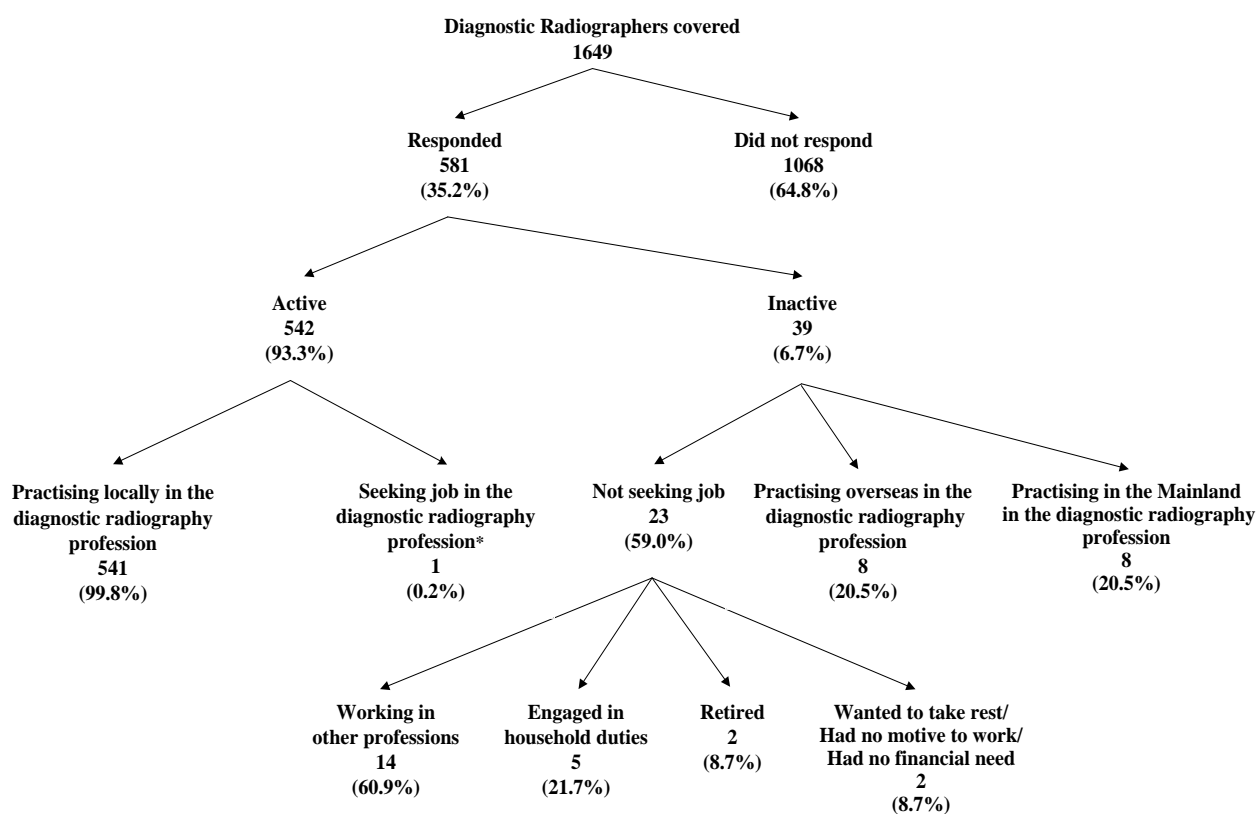 Diagnostic Radiographers covered
1649
Responded
581
(35.2%)
Did not respond
1068
(64.8%)
Active
542
(93.3%)
Inactive
39
(6.7%)
Practising locally in the
diagnostic radiography
profession
541
(99.8%)
Seeking job in the
diagnostic radiography
profession*
1
(0.2%)
Not seeking job
23
(59.0%)
Practising overseas in the
diagnostic radiography
profession
8
(20.5%)
Practising in the Mainland
in the diagnostic radiography
profession
8
(20.5%)
Working in
other professions
14
(60.9%)
Engaged in
household duties
5
(21.7%)
Retired
2
(8.7%)
Wanted to take rest/
Had no motive to work/
Had no financial need
2
(8.7%)